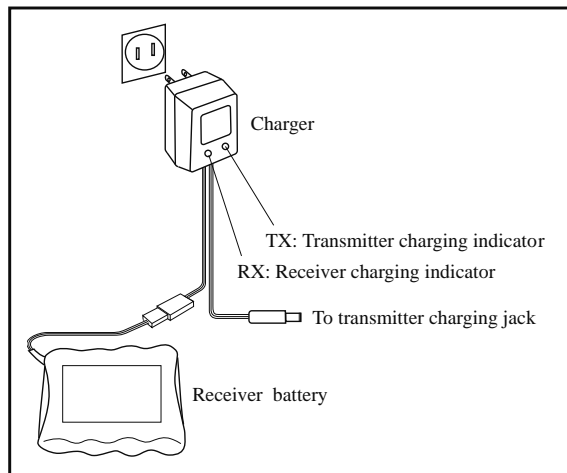 Charger
TX: Transmitter charging indicator
RX: Receiver charging indicator
To transmitter charging jack
Receiver battery